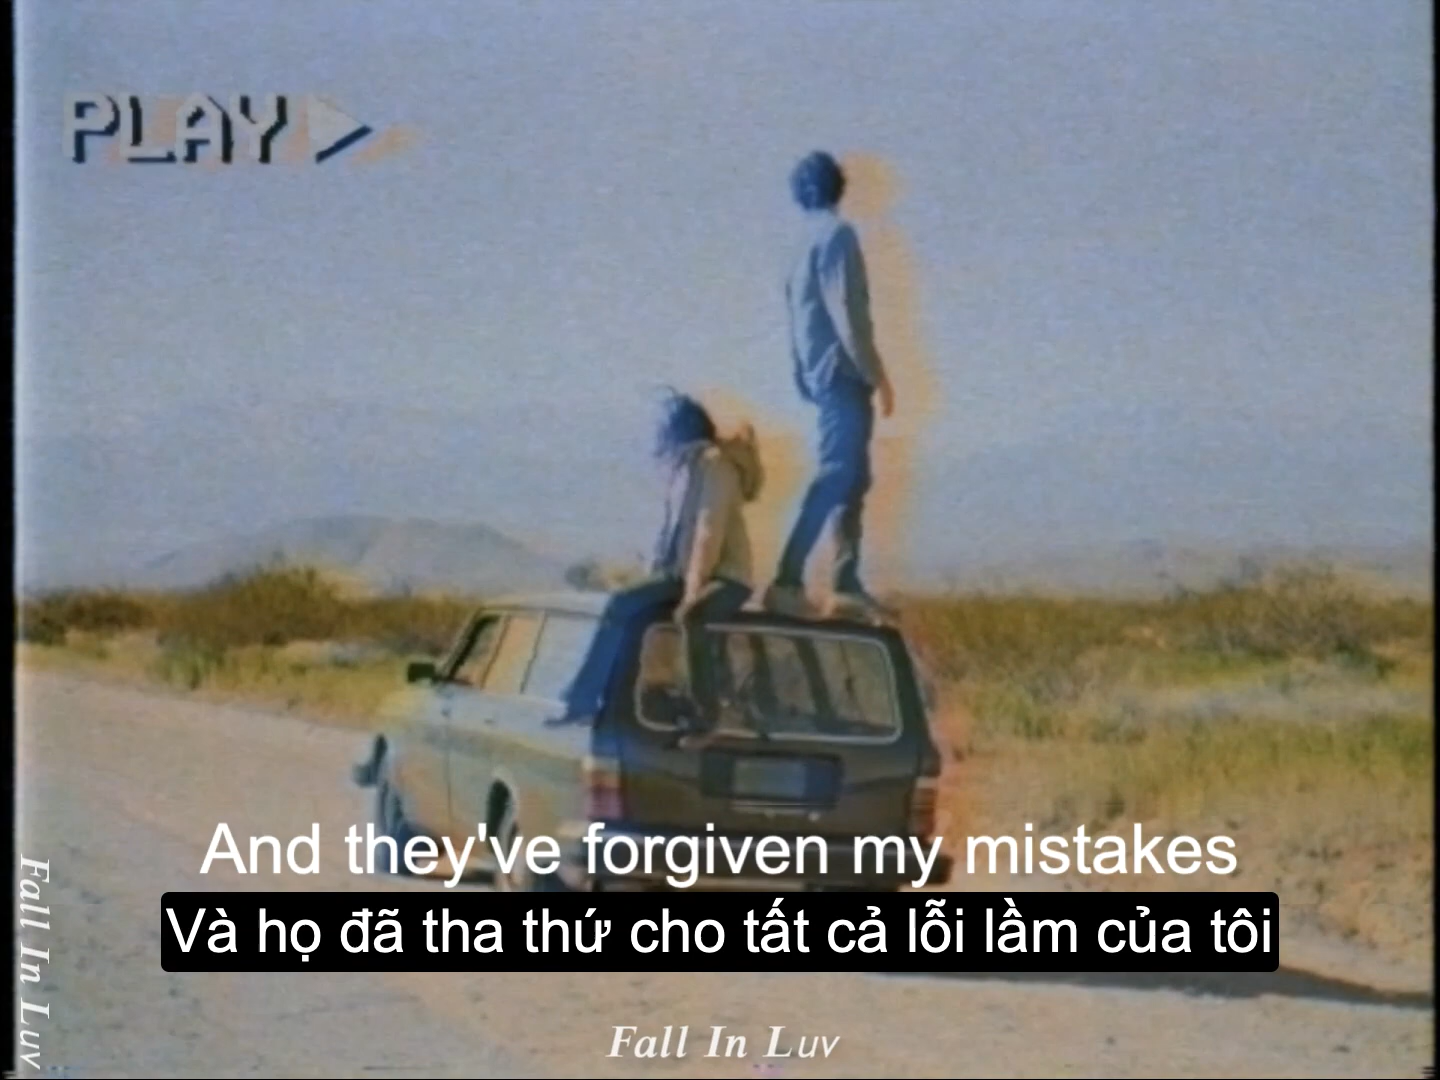 PLAY
And they've forgiven my mistakes
Và họ đã tha thứ cho tất cả lỗi lầm của tôi
Fall In Luv
Fall In Luv